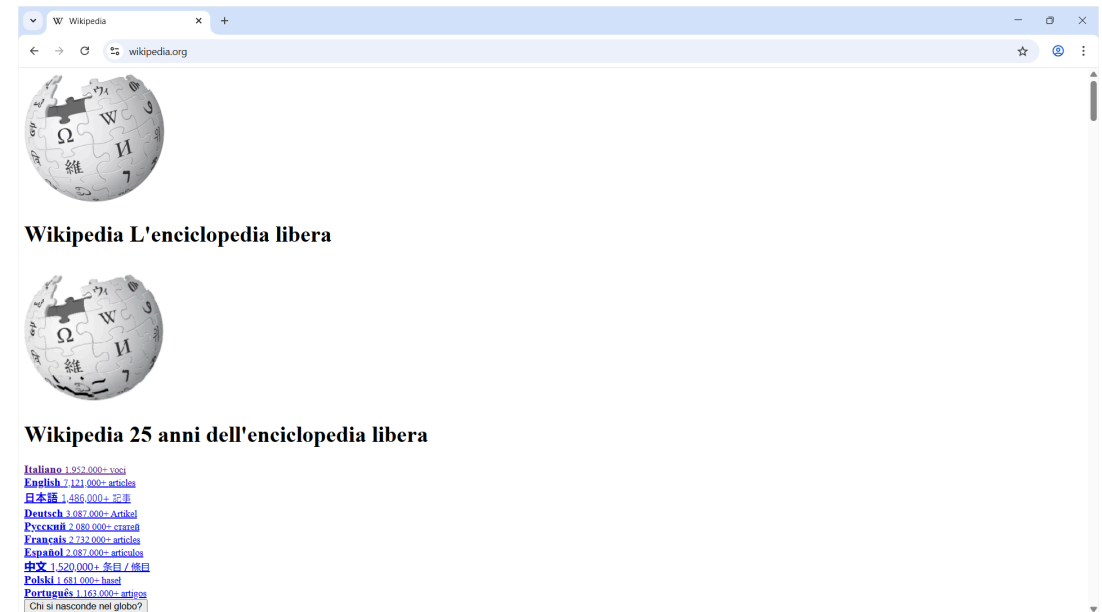 Wikipedia
wikipedia.org
Wikipedia L'enciclopedia libera
Wikipedia 25 anni dell'enciclopedia libera
Italiano 1.952.000+ voci
English 7,121,000+ articles
日本語 1,486,000+ 記事
Deutsch 3.087.000+ Artikel
Русский 2 080 000+ статей
Français 2 732 000+ articles
Español 2.087.000+ artículos
中文 1,520,000+ 条目 / 條目
Polski 1 681 000+ haseł
Português 1.163.000+ artigos
Chi si nasconde nel globo?